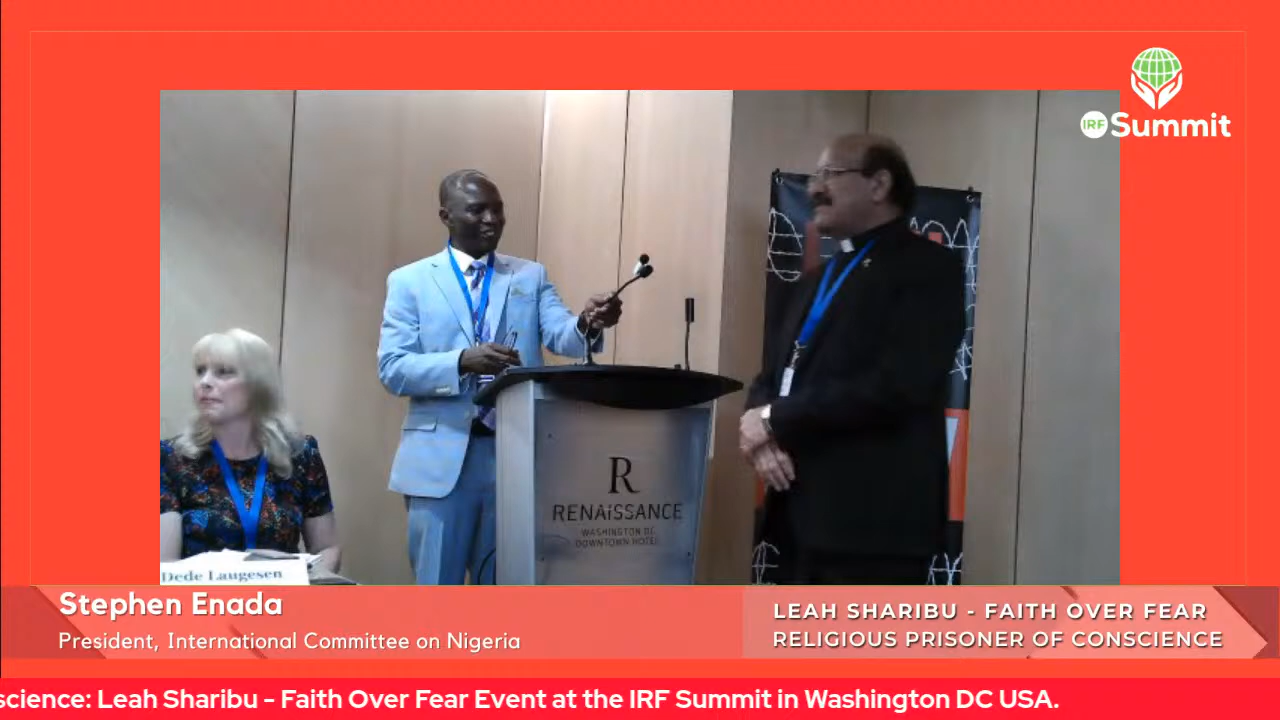 IRF Summit
R
RENAISSANCE
WASHINGTON DC
DOWNTOWN HOTEL
Dede Laugesen
Stephen Enada
President, International Committee on Nigeria
LEAH SHARIBU - FAITH OVER FEAR
RELIGIOUS PRISONER OF CONSCIENCE
science: Leah Sharibu - Faith Over Fear Event at the IRF Summit in Washington DC USA.